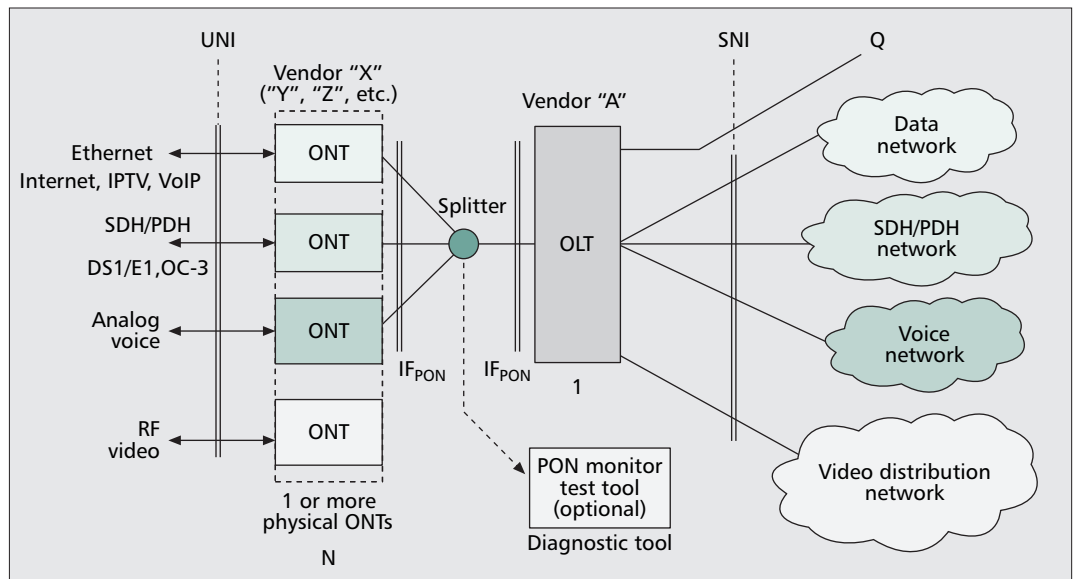 UNI
SNI
Q
Vendor “X”
(“Y”, “Z”, etc.)
Vendor “A”
Ethernet
Internet, IPTV, VoIP
ONT
SDH/PDH
DS1/E1,OC-3
ONT
Analog
voice
ONT
RF
video
ONT
1 or more
physical ONTs
N
IFPON
Splitter
IFPON
OLT
1
PON monitor
test tool
(optional)
Diagnostic tool
Data
network
SDH/PDH
network
Voice
network
Video distribution
network